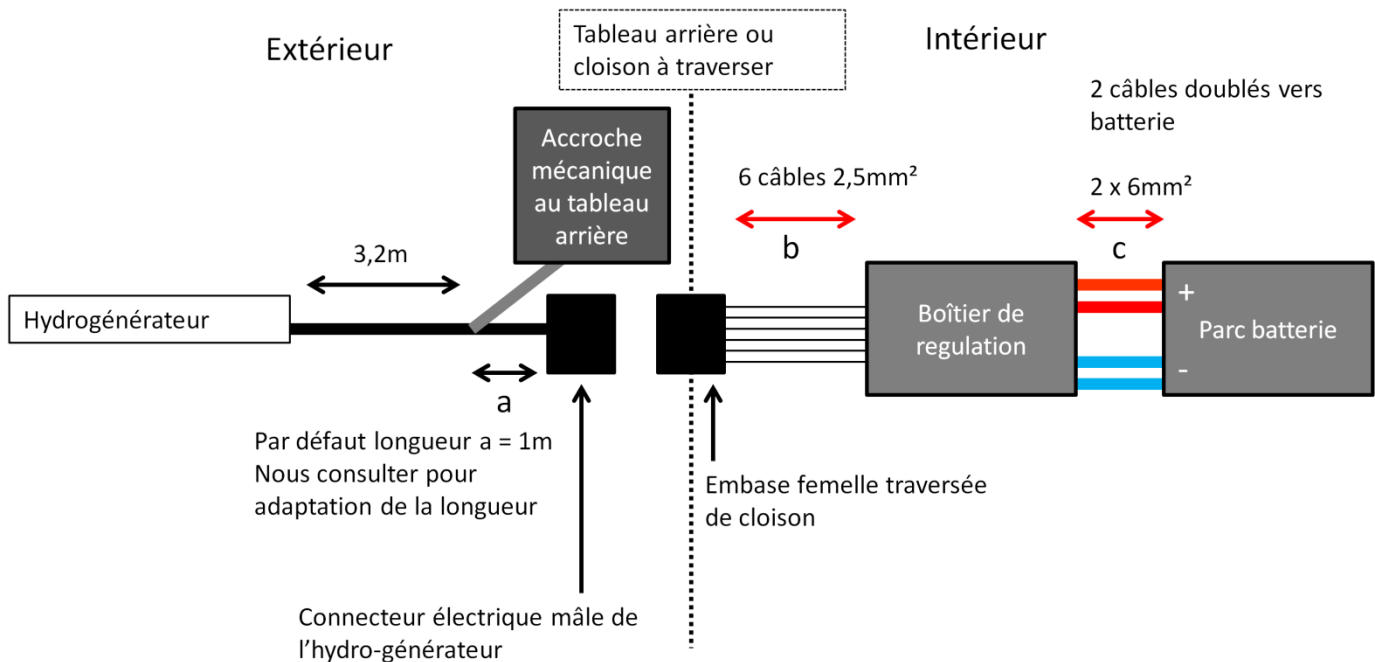 Extérieur
Tableau arrière ou
cloison à traverser
Intérieur
2 câbles doublés vers
batterie
Accroche
mécanique
au tableau
arrière
6 câbles 2,5mm²
2 x 6mm²
b
c
3,2m
Hydrogénérateur
Boîtier de
regulation
+
Parc batterie
-
a
Par défaut longueur a = 1m
Nous consulter pour
adaptation de la longueur
Embase femelle traversée
de cloison
Connecteur électrique mâle de
l’hydro-générateur